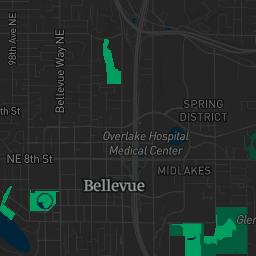 98th Ave NE
Bellevue Way NE
th St
SPRING
DISTRICT
Overlake Hospital
Medical Center
NE 8th St
MIDLAKES
Bellevue
Glen